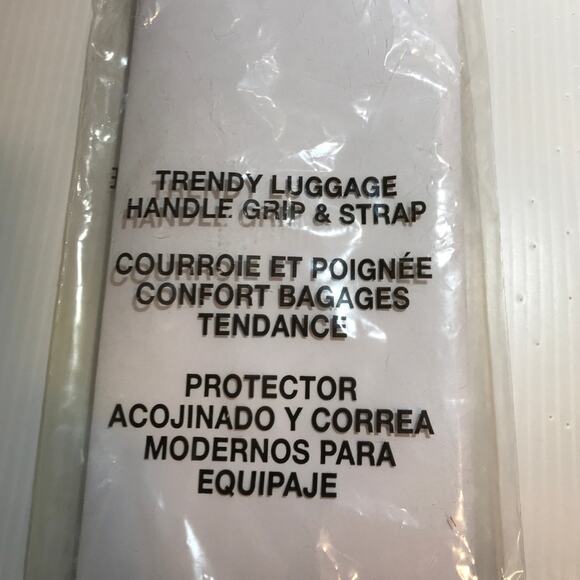 TRENDY LUGGAGE
HANDLE GRIP & STRAP
COURROIE ET POIGNÉE
CONFORT BAGAGES
TENDANCE
PROTECTOR
ACOJINADO Y CORREA
MODERNOS PARA
EQUIPAJE